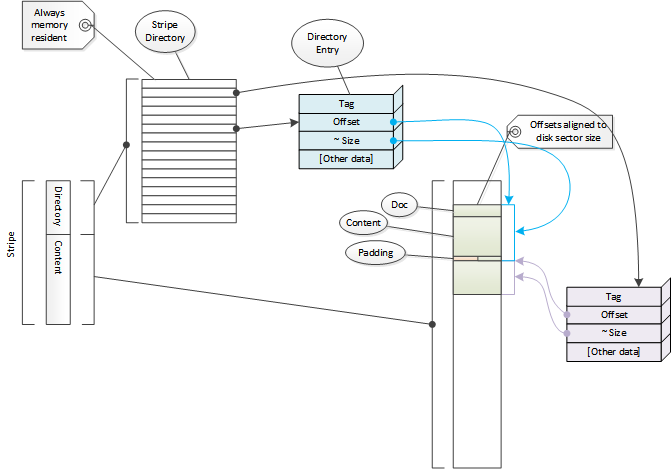 Always
memory
resident
Stripe
Directory
Directory
Entry
Tag
Offset
~ Size
[Other data]
Offsets aligned to
disk sector size
Stripe
Directory
Content
Doc
Content
Padding
Tag
Offset
~ Size
[Other data]